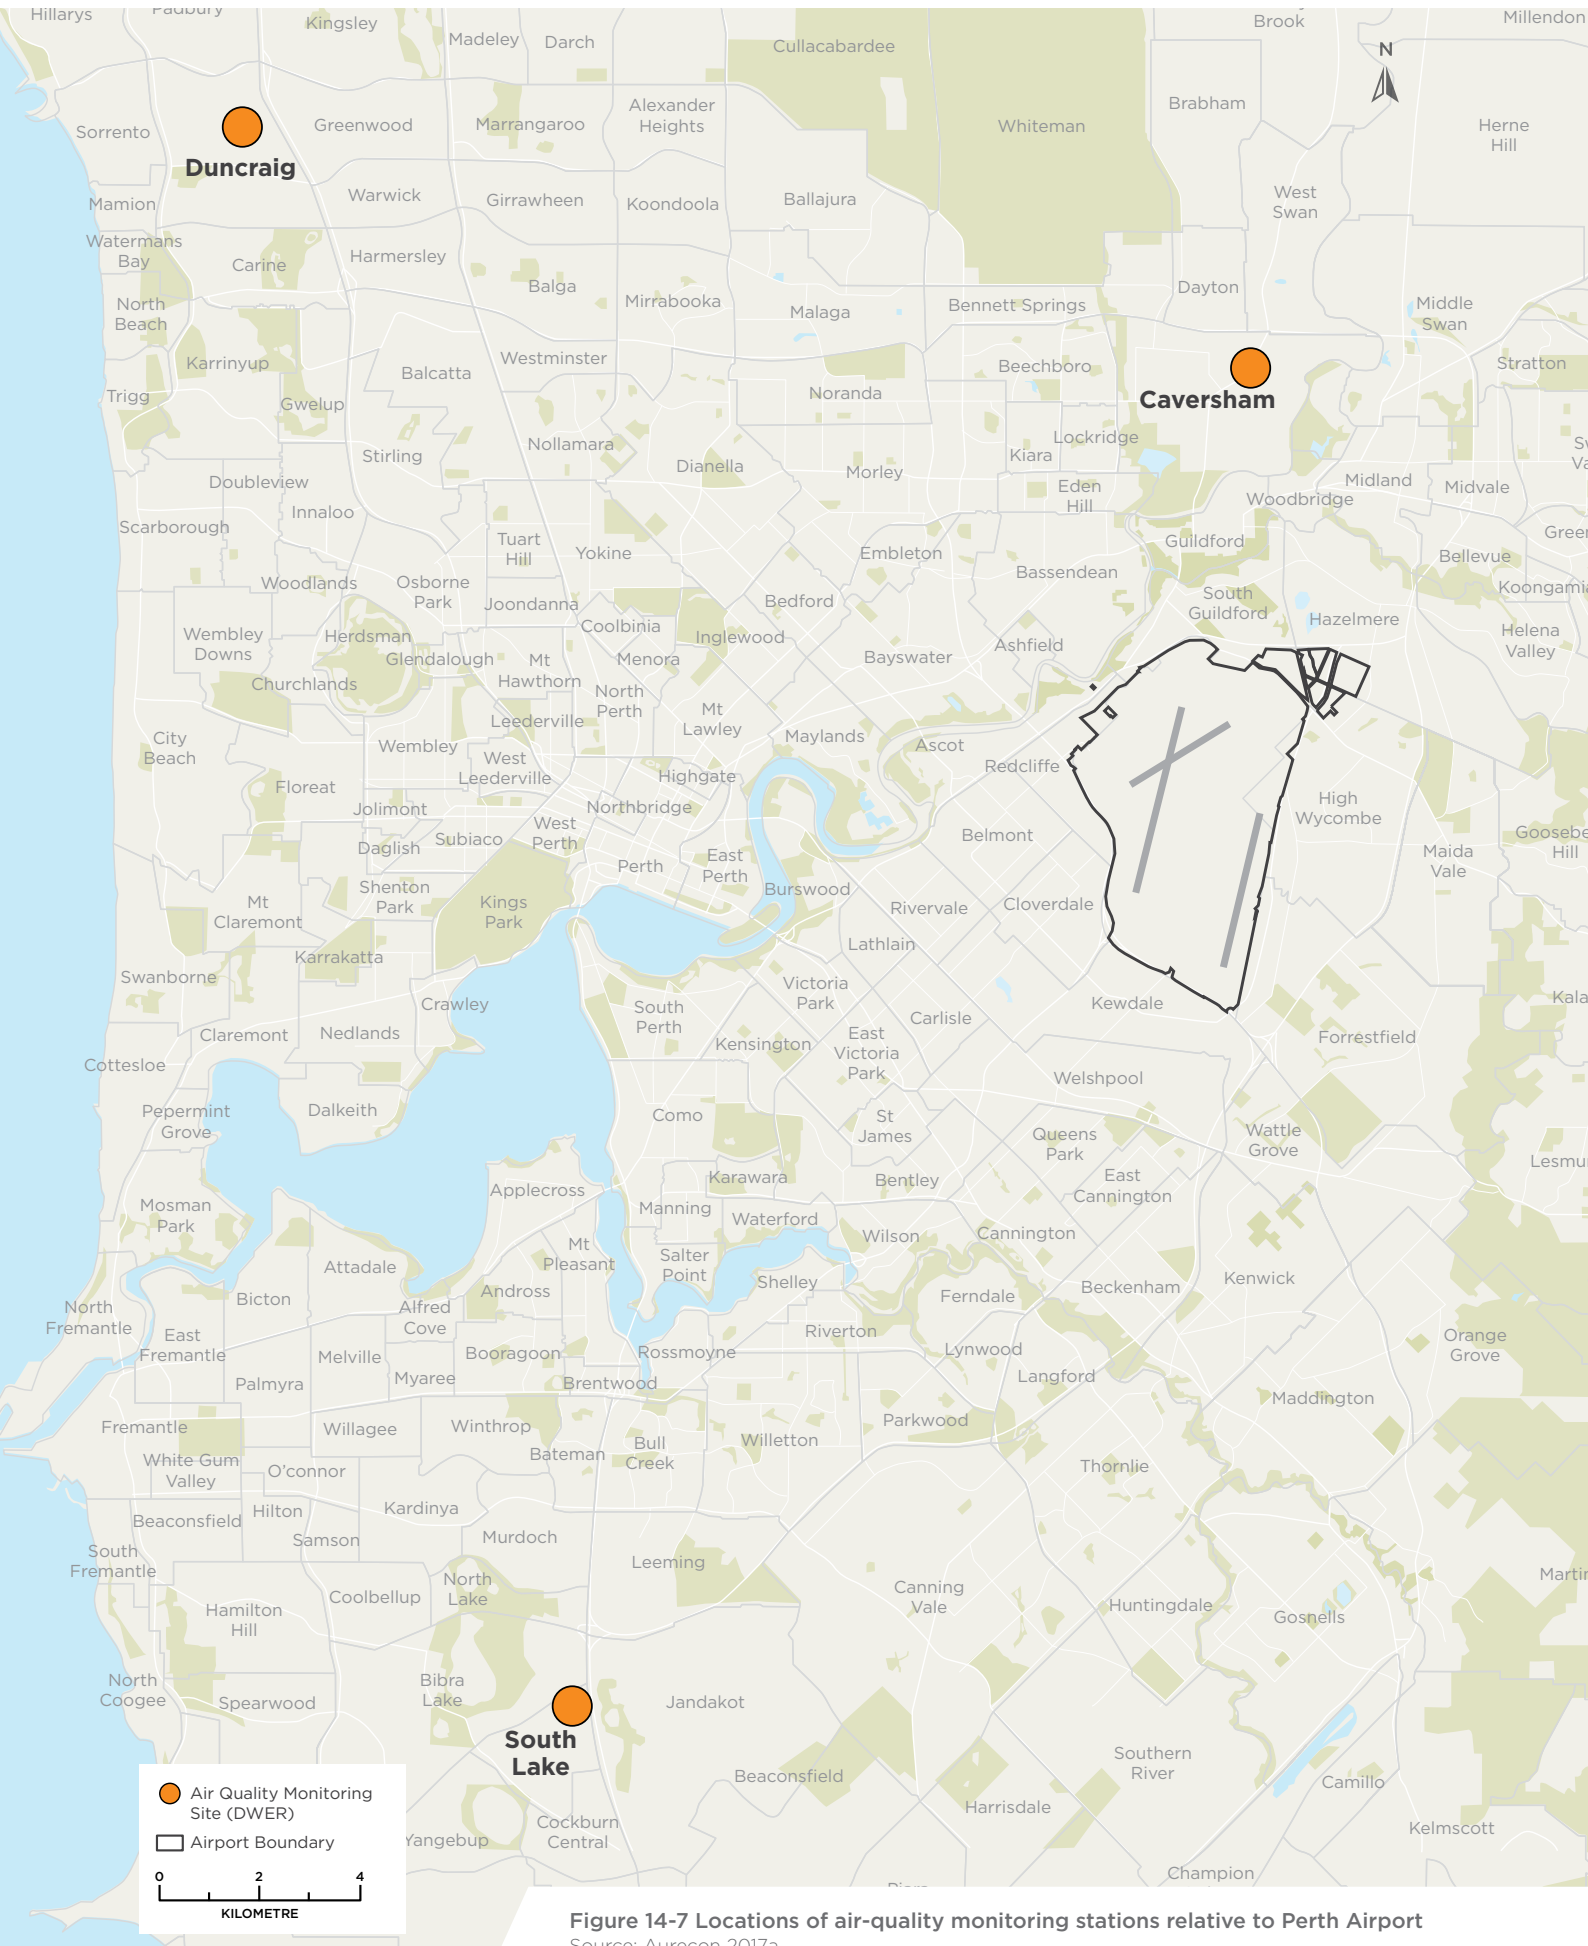 Hillarys
Padbury
Kingsley
Madeley
Darch
Cullacabardee
Brook
Millendon
N
Sorrento
Duncraig
Greenwood
Marrangaroo
Alexander
Heights
Whiteman
Brabham
Herne
Hill
Mamion
Warwick
Girrawheen
Koondoola
Ballajura
West
Swan
Watermans
Bay
Carine
Harmersley
Balga
Mirrabooka
Malaga
Bennett Springs
Dayton
Middle
Swan
North
Beach
Karrinyup
Balcatta
Westminster
Noranda
Beechboro
Caversham
Stratton
Trigg
Gwelup
Nollamara
Stirling
Dianella
Morley
Kiara
Lockridge
Eden
Hill
Woodbridge
Midland
Midvale
Doubleview
Innaloo
Scarborough
Tuart
Hill
Yokine
Embleton
Bassendean
Guildford
Bellevue
Woodlands
Osborne
Park
Joondanna
Coolbinia
Bedford
Inglewood
South
Guildford
Hazelmere
Helena
Valley
Wembley
Downs
Herdsman
Glendalough
Mt
Hawthorn
Menora
Bayswater
Ashfield
Churchlands
North
Perth
Leederville
Mt
Lawley
Maylands
Ascot
Redcliffe
City
Beach
Wembley
West
Leederville
Highgate
Floreat
Jolimont
Northbridge
High
Wycombe
Daglish
Subiaco
West
Perth
Perth
East
Perth
Belmont
Maida
Vale
Hill
Mt
Claremont
Shenton
Park
Kings
Park
Burswood
Rivervale
Cloverdale
Karrakatta
Lathlain
Swanborne
Crawley
South
Perth
Victoria
Park
Kewdale
Claremont
Nedlands
Kensington
East
Victoria
Park
Carlisle
Forrestfield
Cottesloe
Welshpool
Pepermint
Grove
Dalkeith
Como
St
James
Queens
Park
Wattle
Grove
Mosman
Park
Applecross
Karawara
Bentley
East
Cannington
Manning
Waterford
Wilson
Cannington
Attadale
Mt
Pleasant
Salter
Point
Shelley
Beckenham
Kenwick
Bicton
Alfred
Cove
Andross
Ferndale
North
Fremantle
East
Fremantle
Melville
Booragoon
Rossmoyne
Riverton
Lynwood
Orange
Grove
Palmyra
Myaree
Brentwood
Langford
Maddington
Fremantle
Willagee
Winthrop
Bateman
Bull
Creek
Willetton
Parkwood
White Gum
Valley
O'connor
Thornlie
Beaconsfield
Hilton
Kardinya
Samson
Murdoch
South
Fremantle
Leeming
Coolbellup
North
Lake
Canning
Vale
Huntingdale
Gosnells
Hamilton
Hill
North
Coogee
Spearwood
Bibra
Lake
Jandakot
South
Lake
Southern
River
Beaconsfield
Camillo
Harrisdale
Kelmscott
Yangebup
Cockburn
Central
Champion
Air Quality Monitoring
Site (DWER)
Airport Boundary
0 2 4
KILOMETRE
Figure 14-7 Locations of air-quality monitoring stations relative to Perth Airport
Source: Aurecon 2017a